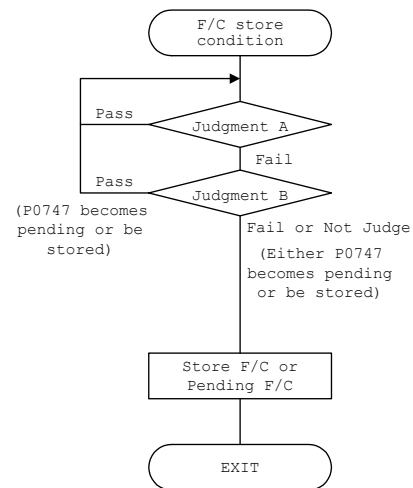 F/C store
condition
Pass
Judgment A
Fail
Pass
Judgment B
(P0747 becomes
pending or be
stored)
Fail or Not Judge
(Either P0747
becomes pending
or be stored)
Store F/C or
Pending F/C
EXIT